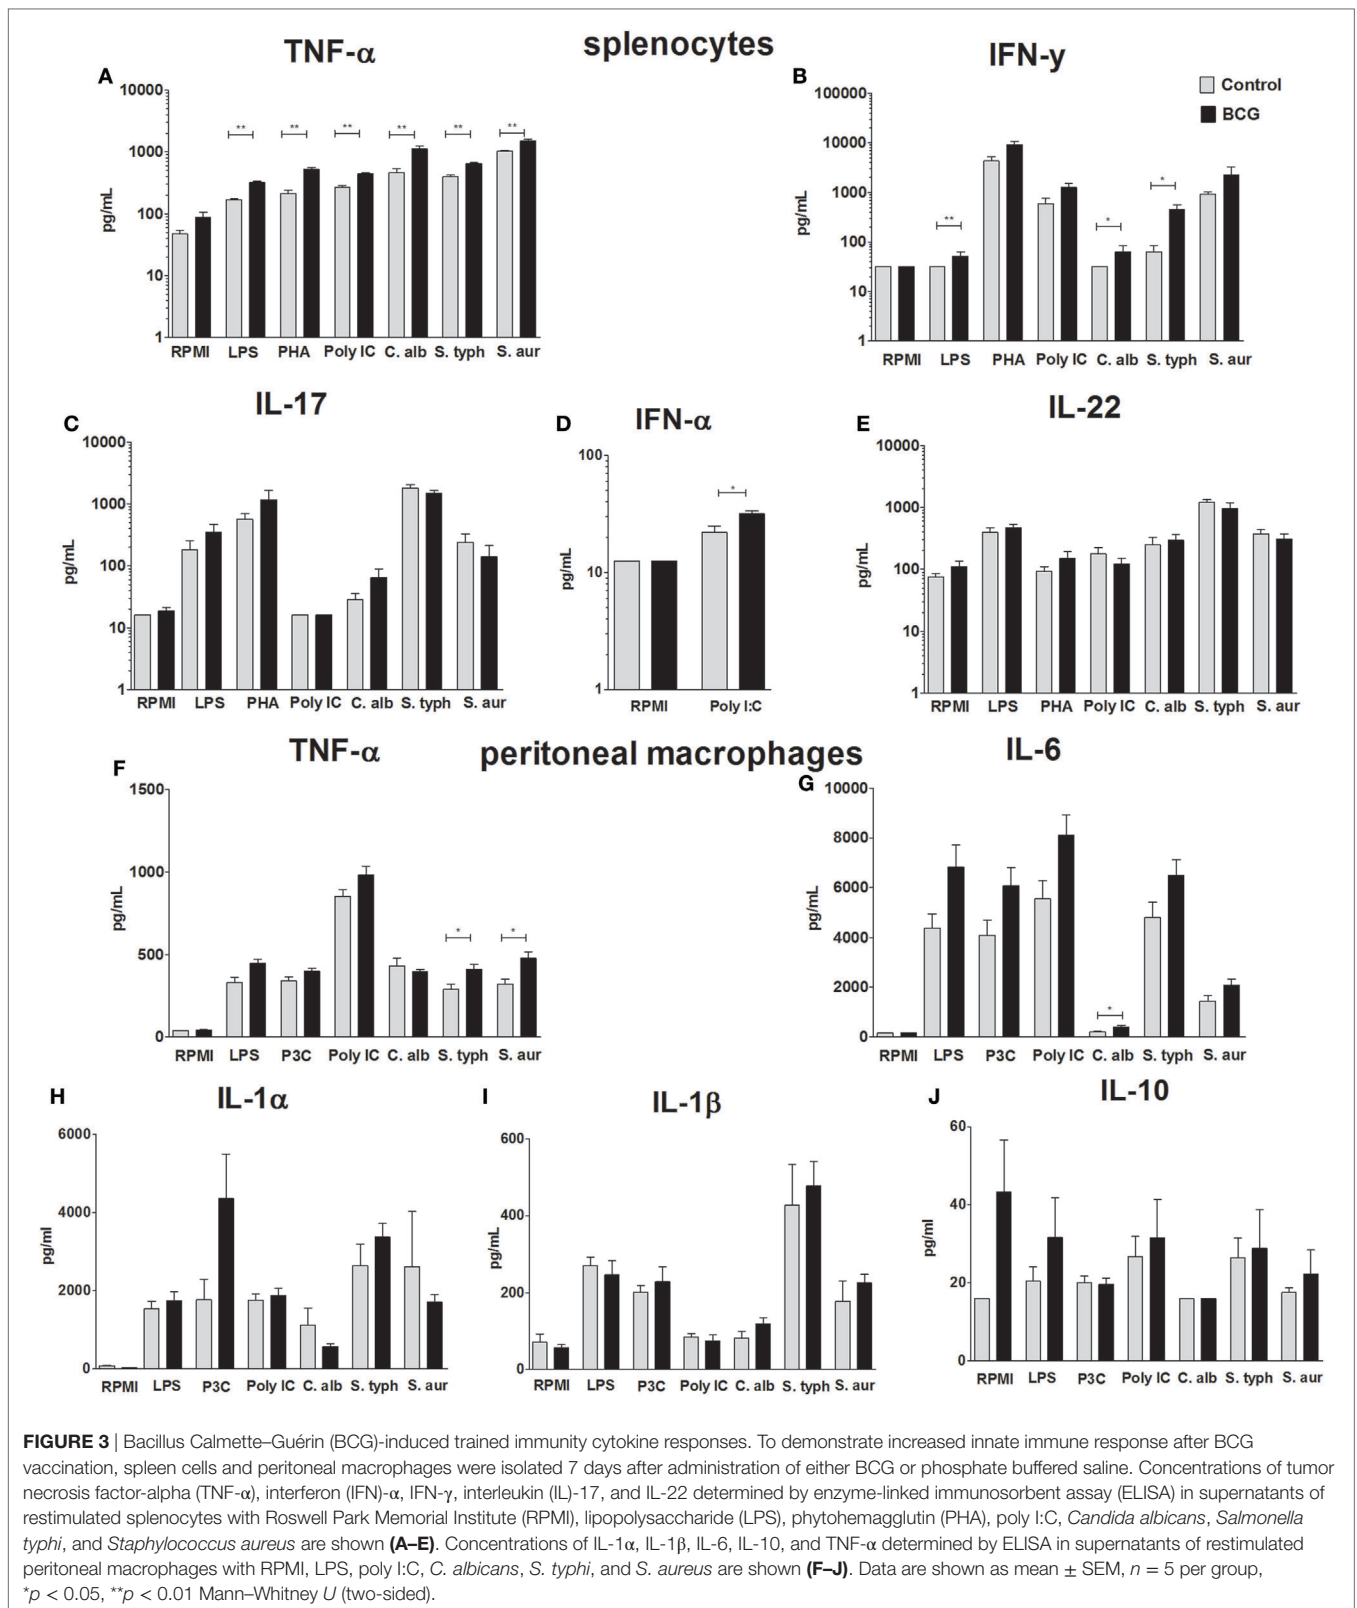 splenocytes
TNF-α
A
10000
1000
100
10
1
pg/mL
** ** ** ** ** **
RPMI LPS PHA Poly IC C. alb S. typh S. aur
IFN-y
B
Control
BCG
100000
10000
1000
100
10
1
pg/mL
** * *
RPMI LPS PHA Poly IC C. alb S. typh S. aur
IL-17
C
10000
1000
100
10
1
pg/mL
RPMI LPS PHA Poly IC C. alb S. typh S. aur
IFN-α
D
100
10
1
pg/mL
*
RPMI Poly I:C
IL-22
E
10000
1000
100
10
1
pg/mL
RPMI LPS PHA Poly IC C. alb S. typh S. aur
peritoneal macrophages
TNF-α
F
1500
1000
500
0
pg/mL
* *
RPMI LPS P3C Poly IC C. alb S. typh S. aur
IL-6
G
10000
8000
6000
4000
2000
0
pg/mL
*
RPMI LPS P3C Poly IC C. alb S. typh S. aur
IL-1α
H
6000
4000
2000
0
pg/ml
RPMI LPS P3C Poly IC C. alb S. typh S. aur
IL-1β
I
600
400
200
0
pg/mL
RPMI LPS P3C Poly IC C. alb S. typh S. aur
IL-10
J
60
40
20
0
pg/ml
RPMI LPS P3C Poly IC C. alb S. typh S. aur
FIGURE 3 | Bacillus Calmette–Guérin (BCG)-induced trained immunity cytokine responses. To demonstrate increased innate immune response after BCG
vaccination, spleen cells and peritoneal macrophages were isolated 7 days after administration of either BCG or phosphate buffered saline. Concentrations of tumor
necrosis factor-alpha (TNF-α), interferon (IFN)-α, IFN-γ, interleukin (IL)-17, and IL-22 determined by enzyme-linked immunosorbent assay (ELISA) in supernatants of
restimulated splenocytes with Roswell Park Memorial Institute (RPMI), lipopolysaccharide (LPS), phytohemagglutin (PHA), poly I:C, Candida albicans, Salmonella
typhi, and Staphylococcus aureus are shown (A–E). Concentrations of IL-1α, IL-1β, IL-6, IL-10, and TNF-α determined by ELISA in supernatants of restimulated
peritoneal macrophages with RPMI, LPS, poly I:C, C. albicans, S. typhi, and S. aureus are shown (F–J). Data are shown as mean ± SEM, n = 5 per group,
*p < 0.05, **p < 0.01 Mann–Whitney U (two-sided).